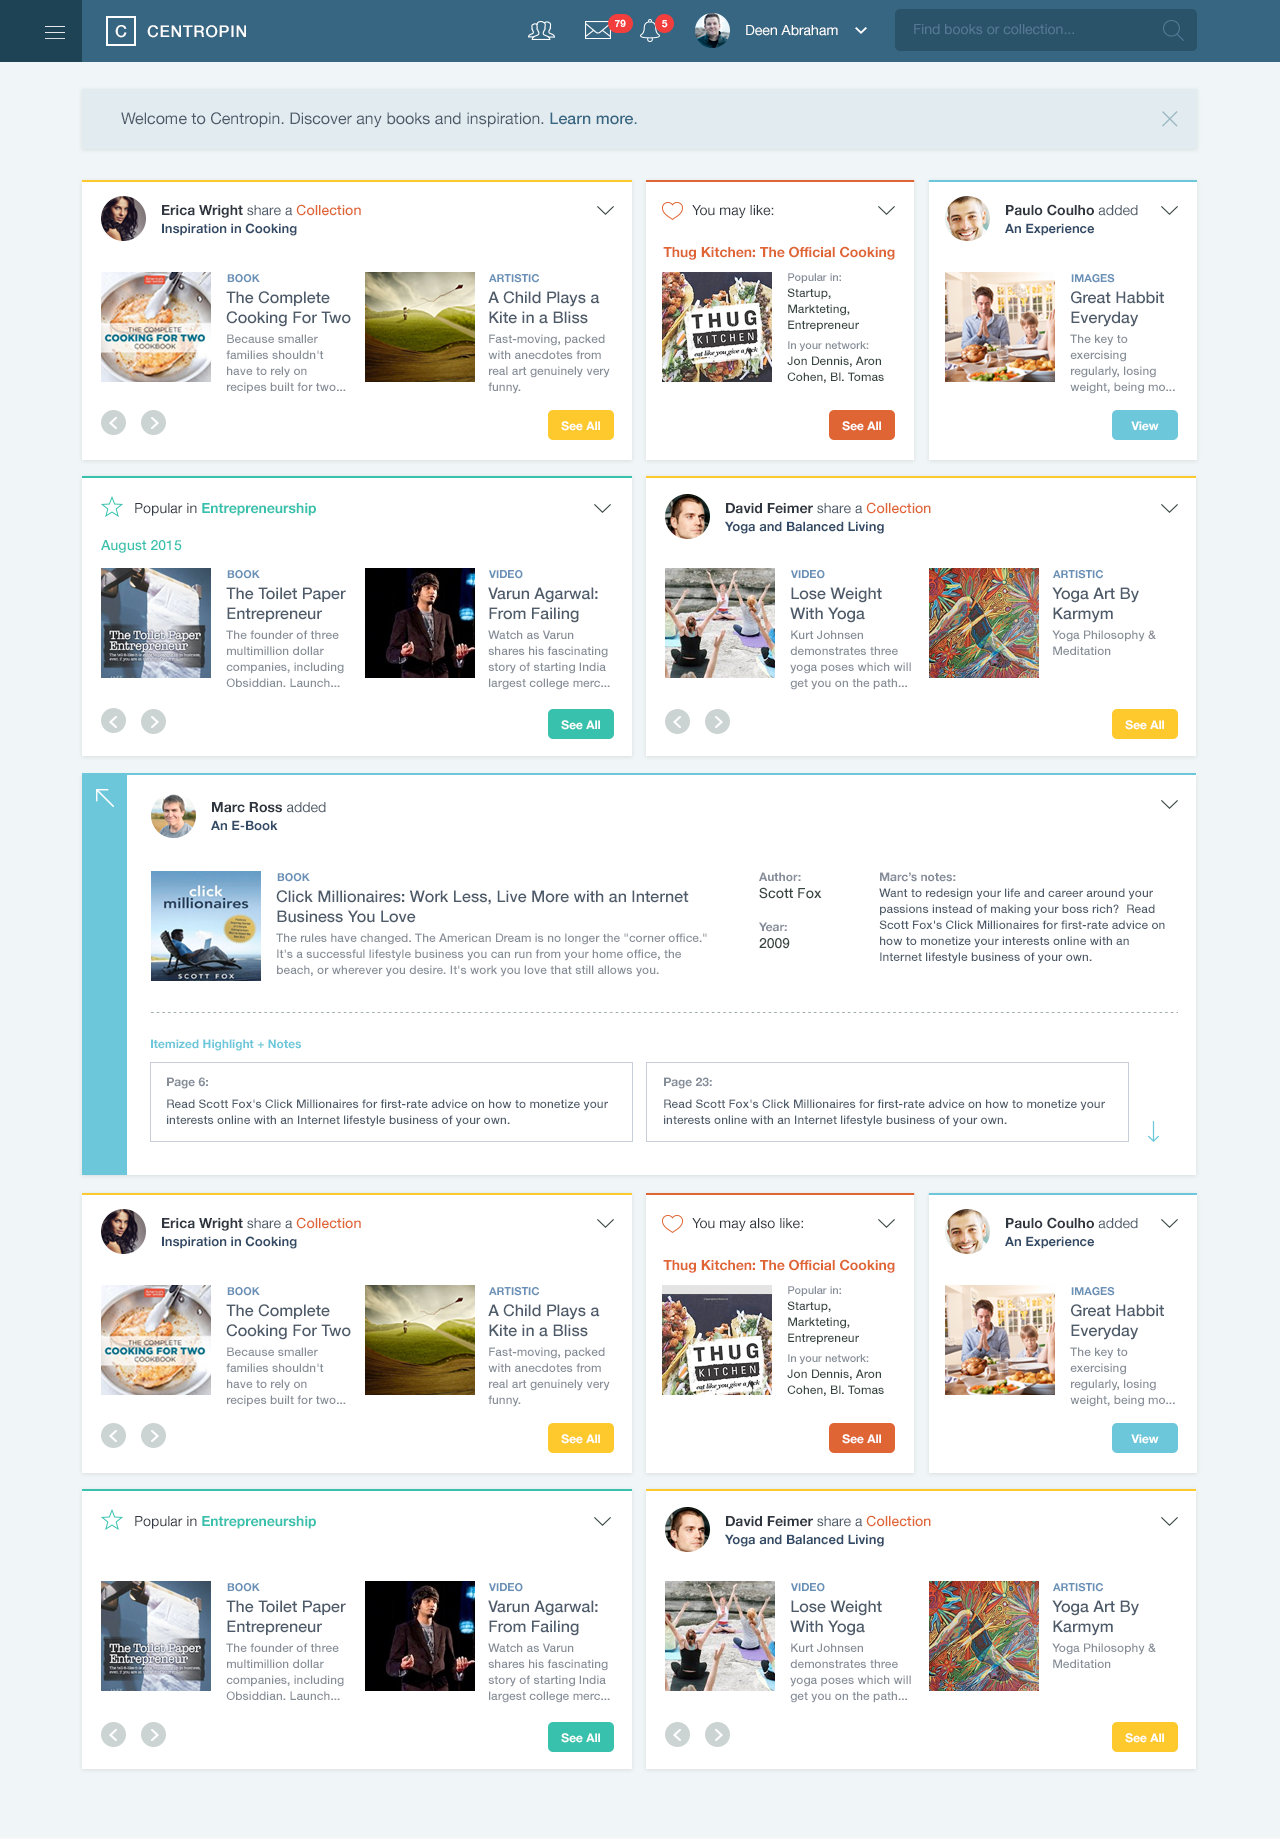 C CENTROPIN
79
5
Deen Abraham
Find books or collection...
Welcome to Centropin. Discover any books and inspiration. Learn more.
Erica Wright share a Collection
Inspiration in Cooking
THE COMPLETE
COOKING FOR TWO
COOKBOOK
BOOK
The Complete
Cooking For Two
Because smaller
families shouldn't
have to rely on
recipes built for two...
ARTISTIC
A Child Plays a
Kite in a Bliss
Fast-moving, packed
with anecdotes from
real art genuinely very
funny.
See All
You may like:
Thug Kitchen: The Official Cooking
THUG
KITCHEN
eat like you give a f*ck
Popular in:
Startup,
Markteting,
Entrepreneur
In your network:
Jon Dennis, Aron
Cohen, Bl. Tomas
See All
Paulo Coulho added
An Experience
IMAGES
Great Habbit
Everyday
The key to
exercising
regularly, losing
weight, being mo...
View
Popular in Entrepreneurship
August 2015
The Toilet Paper
Entrepreneur
BOOK
The Toilet Paper
Entrepreneur
The founder of three
multimillion dollar
companies, including
Obsiddian. Launch...
VIDEO
Varun Agarwal:
From Failing
Watch as Varun
shares his fascinating
story of starting India
largest college merc...
See All
David Feimer share a Collection
Yoga and Balanced Living
VIDEO
Lose Weight
With Yoga
Kurt Johnsen
demonstrates three
yoga poses which will
get you on the path...
ARTISTIC
Yoga Art By
Karmym
Yoga Philosophy &
Meditation
See All
Marc Ross added
An E-Book
click
millionaires
SCOTT FOX
BOOK
Click Millionaires: Work Less, Live More with an Internet
Business You Love
The rules have changed. The American Dream is no longer the "corner office."
It's a successful lifestyle business you can run from your home office, the
beach, or wherever you desire. It's work you love that still allows you.
Author:
Scott Fox
Year:
2009
Marc's notes:
Want to redesign your life and career around your
passions instead of making your boss rich? Read
Scott Fox's Click Millionaires for first-rate advice on
how to monetize your interests online with an
Internet lifestyle business of your own.
Itemized Highlight + Notes
Page 6:
Read Scott Fox's Click Millionaires for first-rate advice on how to monetize your
interests online with an Internet lifestyle business of your own.
Page 23:
Read Scott Fox's Click Millionaires for first-rate advice on how to monetize your
interests online with an Internet lifestyle business of your own.
Erica Wright share a Collection
Inspiration in Cooking
THE COMPLETE
COOKING FOR TWO
COOKBOOK
BOOK
The Complete
Cooking For Two
Because smaller
families shouldn't
have to rely on
recipes built for two...
ARTISTIC
A Child Plays a
Kite in a Bliss
Fast-moving, packed
with anecdotes from
real art genuinely very
funny.
See All
You may also like:
Thug Kitchen: The Official Cooking
THUG
KITCHEN
eat like you give a f*ck
Popular in:
Startup,
Markteting,
Entrepreneur
In your network:
Jon Dennis, Aron
Cohen, Bl. Tomas
See All
Paulo Coulho added
An Experience
IMAGES
Great Habbit
Everyday
The key to
exercising
regularly, losing
weight, being mo...
View
Popular in Entrepreneurship
The Toilet Paper
Entrepreneur
BOOK
The Toilet Paper
Entrepreneur
The founder of three
multimillion dollar
companies, including
Obsiddian. Launch...
VIDEO
Varun Agarwal:
From Failing
Watch as Varun
shares his fascinating
story of starting India
largest college merc...
See All
David Feimer share a Collection
Yoga and Balanced Living
VIDEO
Lose Weight
With Yoga
Kurt Johnsen
demonstrates three
yoga poses which will
get you on the path...
ARTISTIC
Yoga Art By
Karmym
Yoga Philosophy &
Meditation
See All